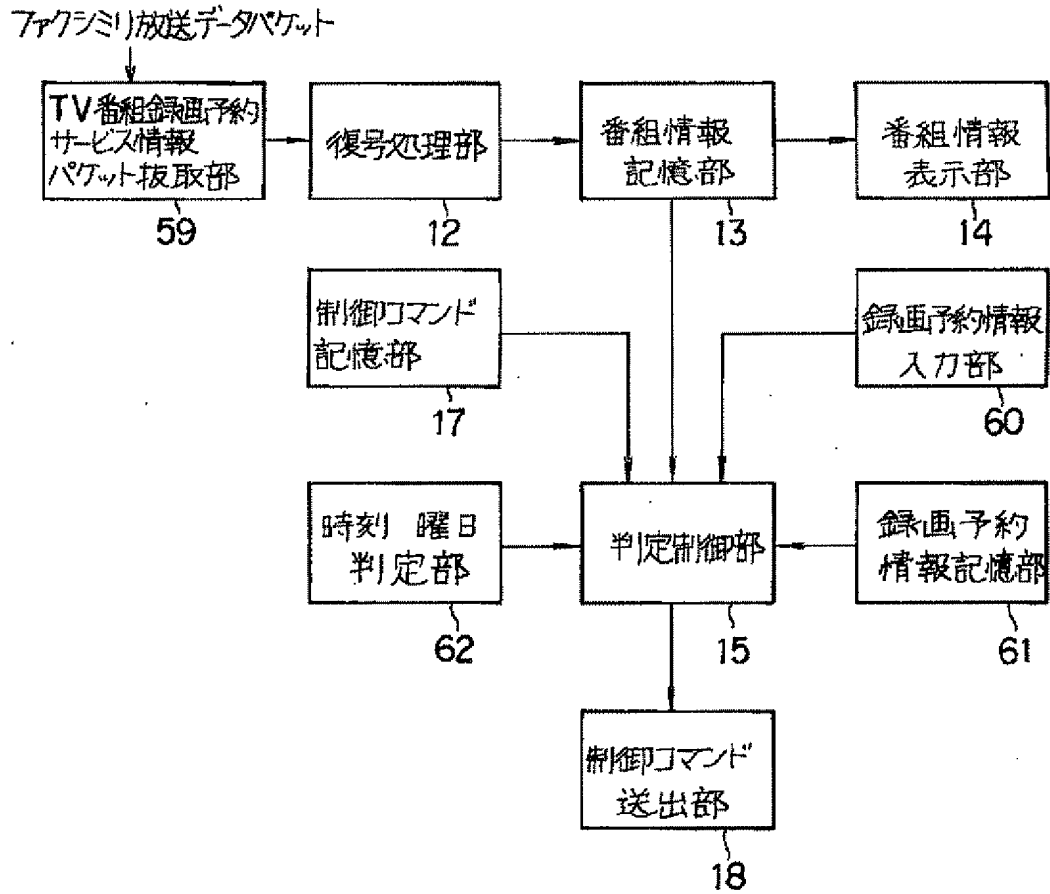 ファクシミリ放送データパケット
TV番組録画予約
サービス情報
パケット抜取部
59
復号処理部
12
番組情報
記憶部
13
番組情報
表示部
14
制御コマンド
記憶部
17
録画予約情報
入力部
60
時刻 曜日
判定部
62
判定制御部
15
録画予約
情報記憶部
61
制御コマンド
送出部
18